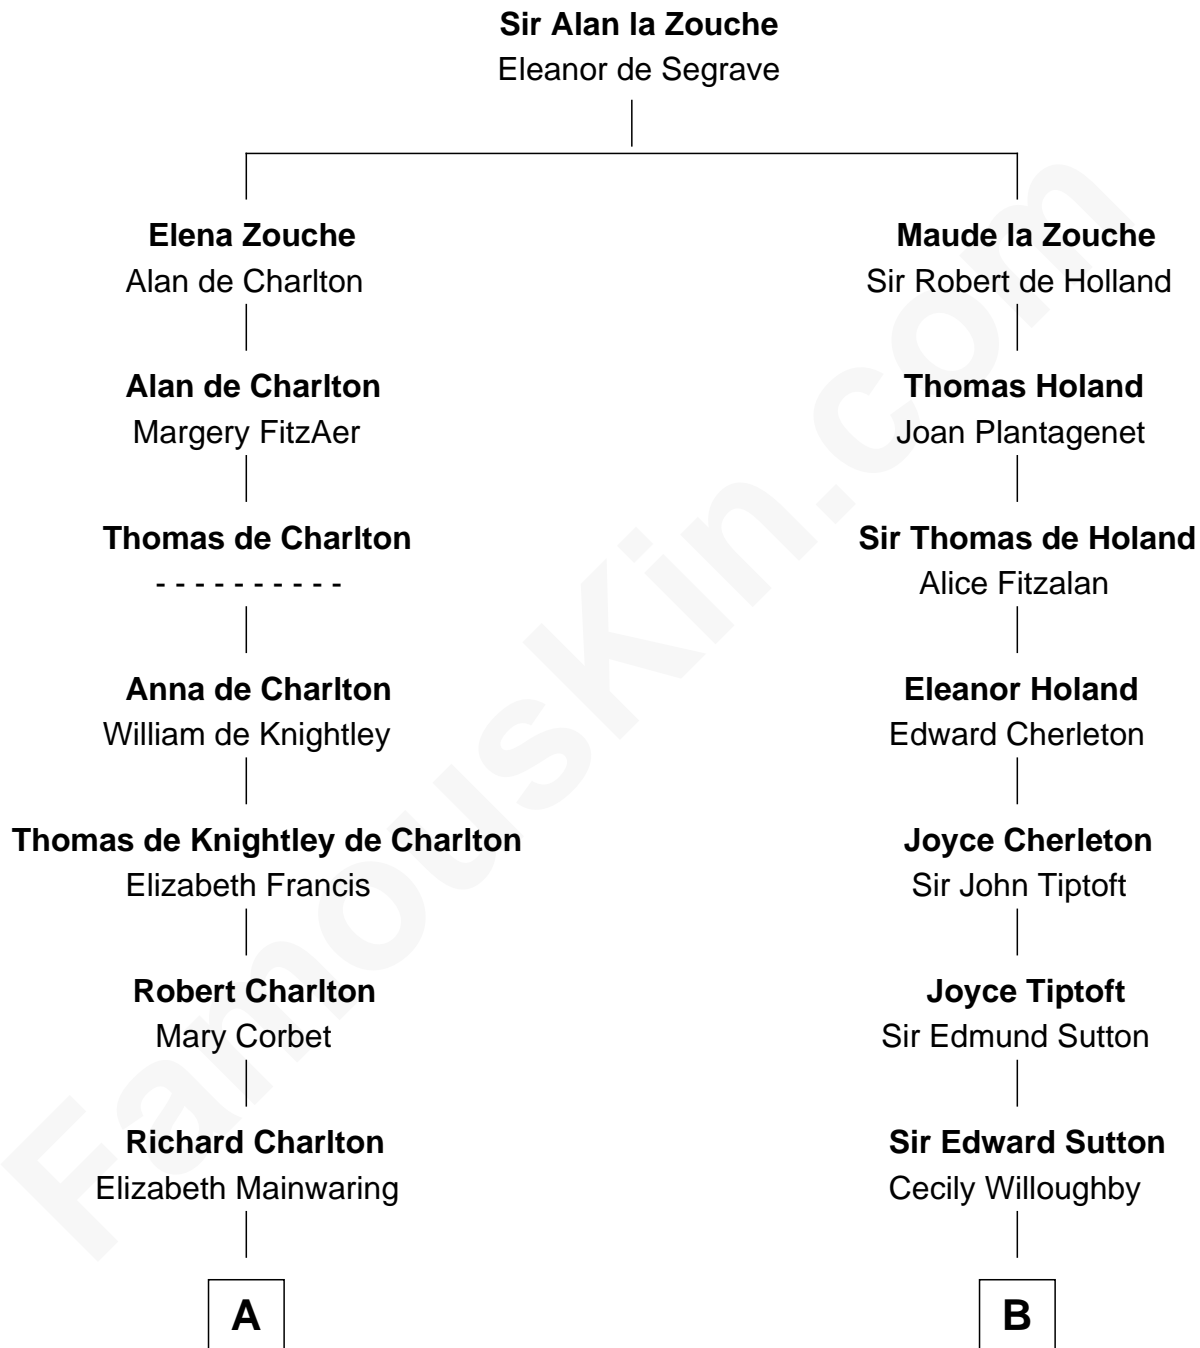 Sir Alan la Zouche
Eleanor de Segrave
Elena Zouche
Alan de Charlton
Maude la Zouche
Sir Robert de Holland
Alan de Charlton
Margery FitzAer
Thomas Holand
Joan Plantagenet
Thomas de Charlton
- - - - - - - - - -
Sir Thomas de Holand
Alice Fitzalan
Anna de Charlton
William de Knightley
Eleanor Holand
Edward Cherleton
Thomas de Knightley de Charlton
Elizabeth Francis
Joyce Cherleton
Sir John Tiptoft
Robert Charlton
Mary Corbet
Joyce Tiptoft
Sir Edmund Sutton
Richard Charlton
Elizabeth Mainwaring
Sir Edward Sutton
Cecily Willoughby
A
B
FamousKin.com